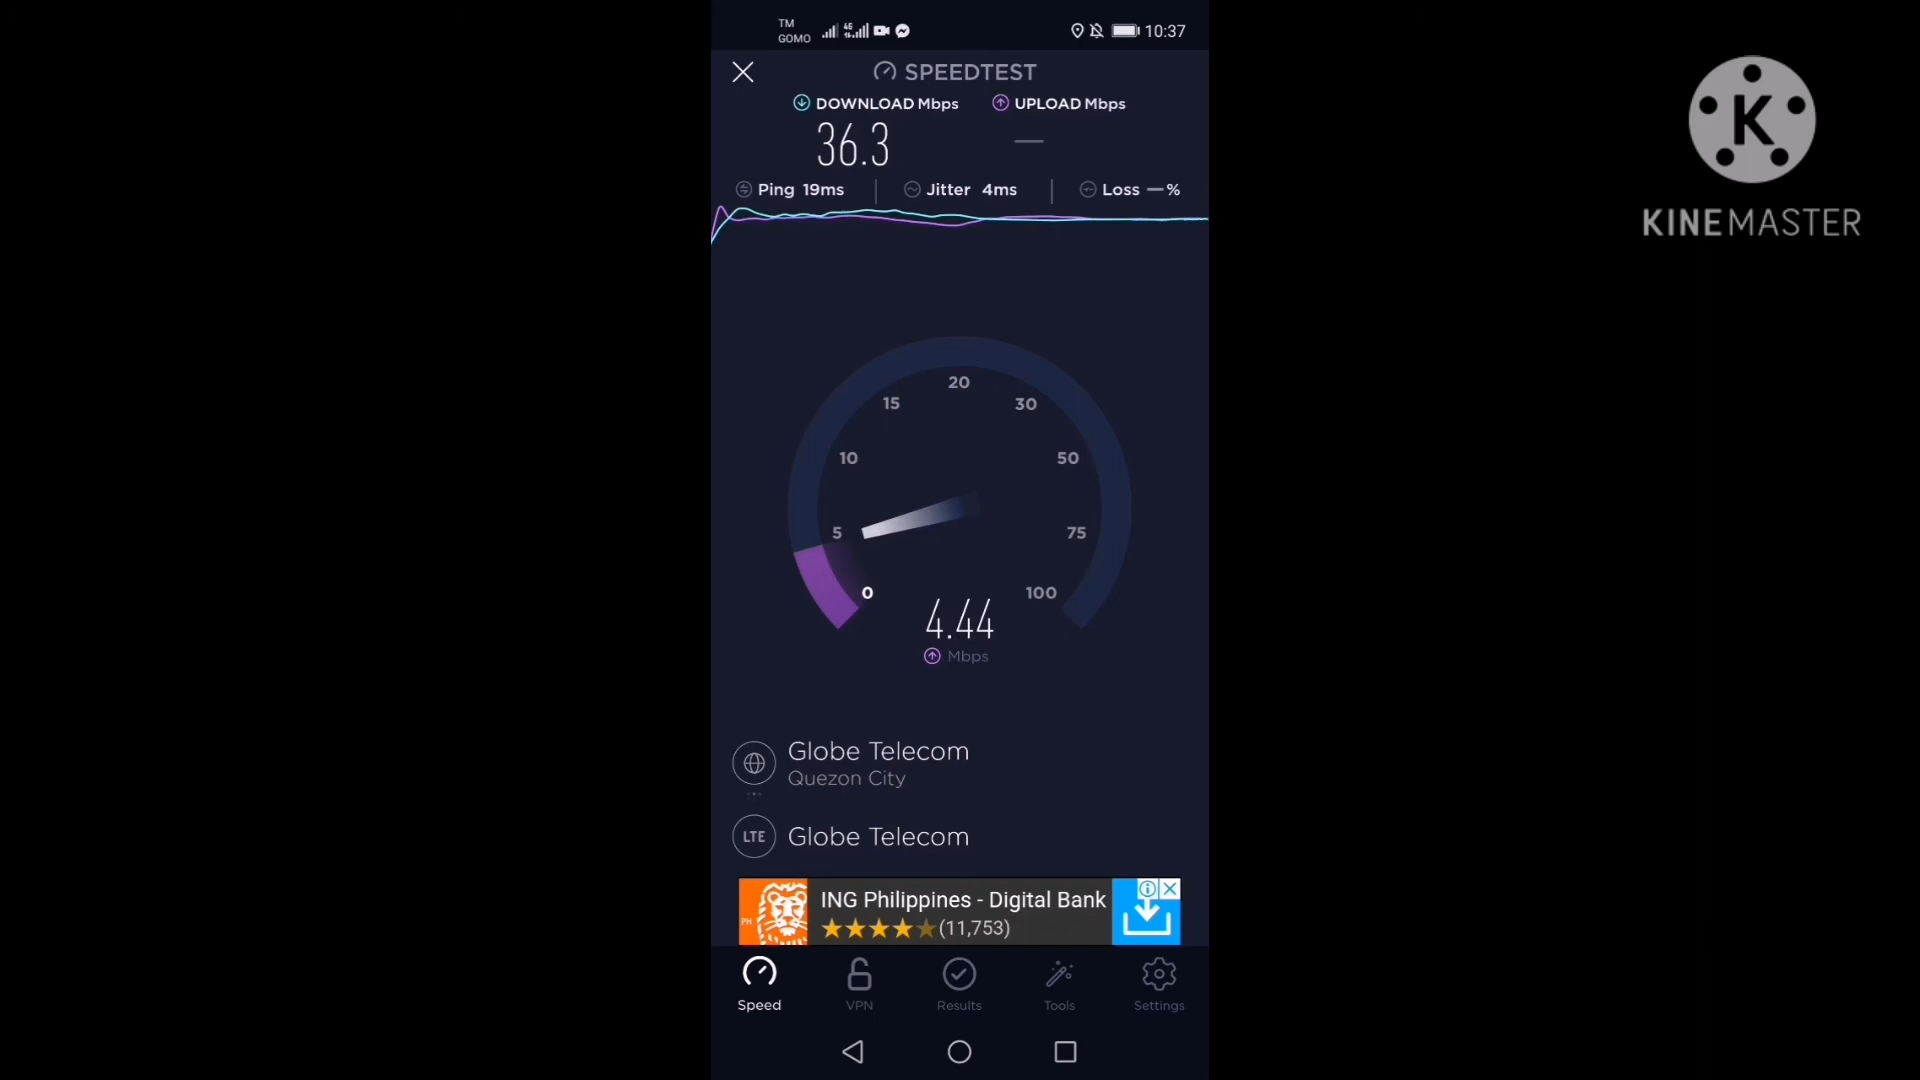 TM
GOMO
4G
10:37
SPEEDTEST
DOWNLOAD Mbps
UPLOAD Mbps
36.3
—
Ping 19ms
Jitter 4ms
Loss — %
K
KINEMASTER
20
15
30
10
50
5
75
0
100
4.44
Mbps
Globe Telecom
Quezon City
LTE
Globe Telecom
PH
ING Philippines - Digital Bank
(11,753)
Speed
VPN
Results
Tools
Settings